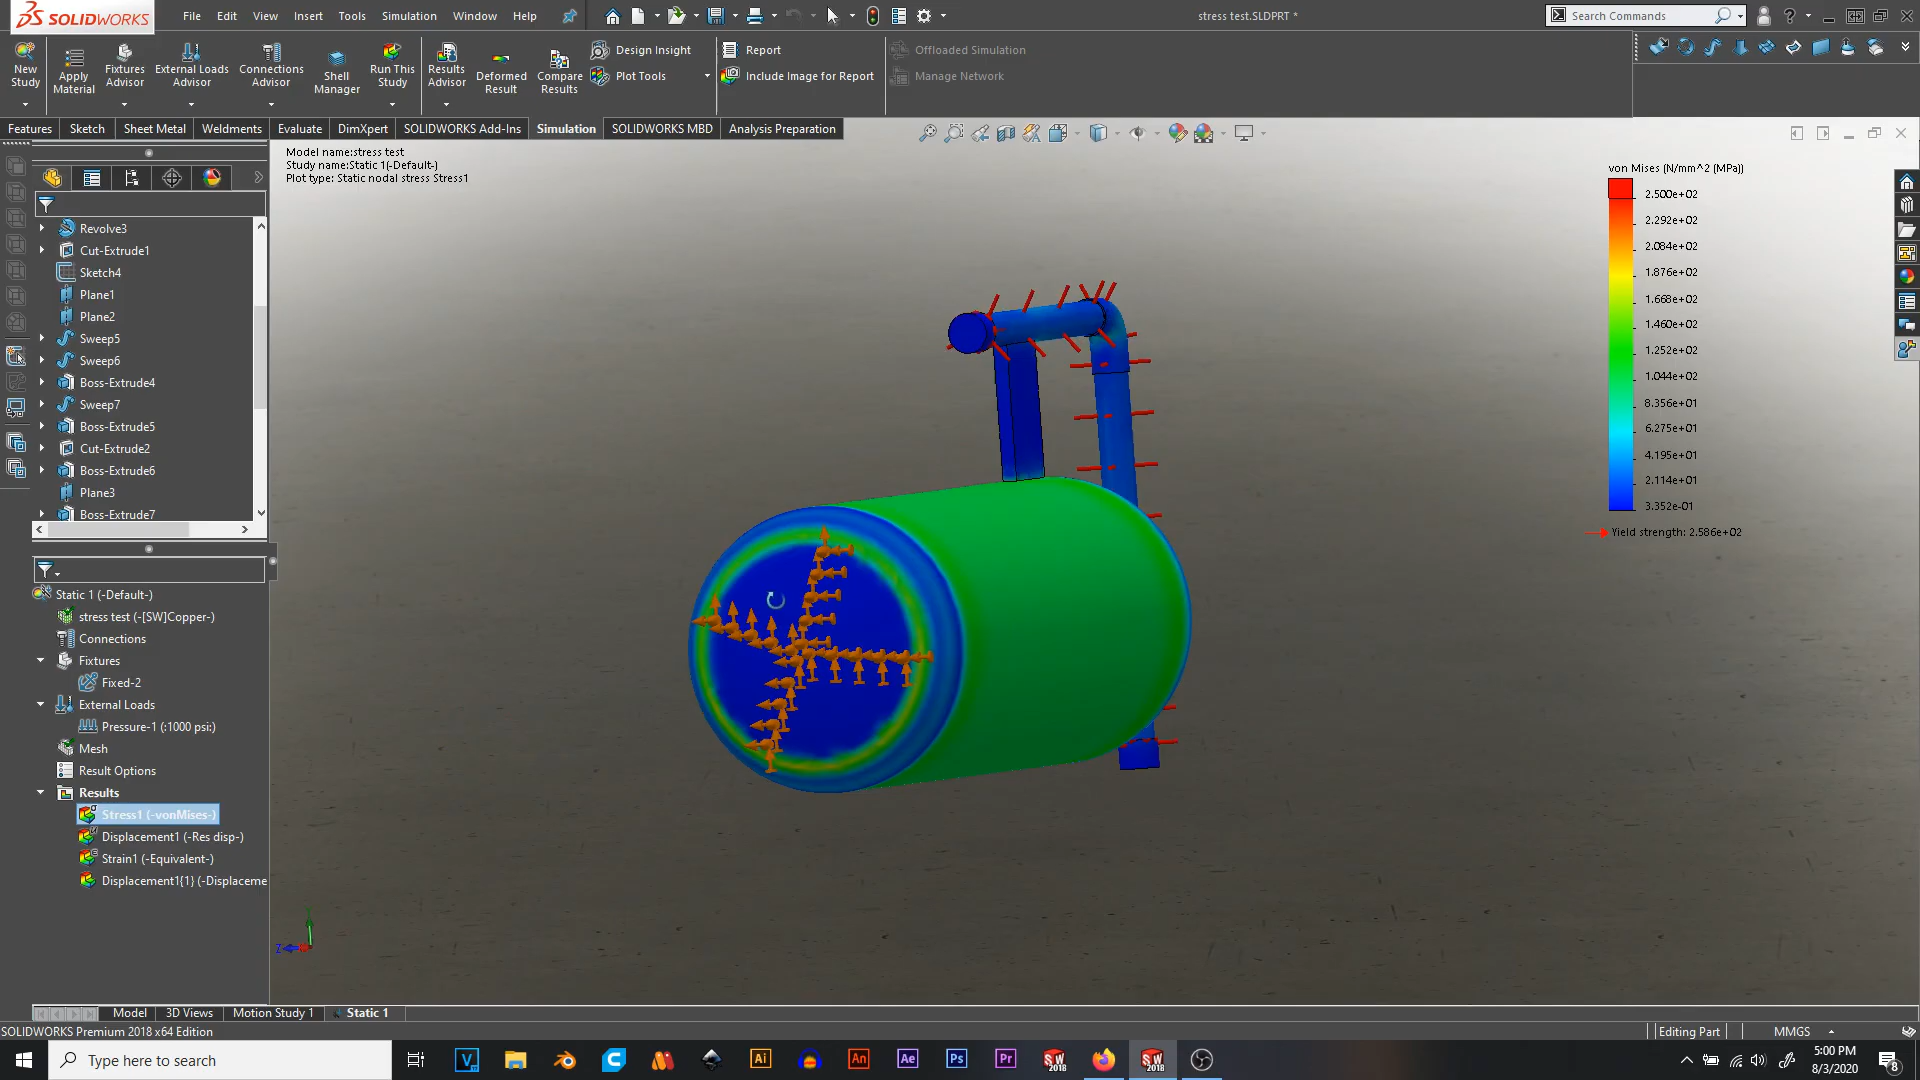 SOLIDWORKS
File Edit View Insert Tools Simulation Window Help
stress test.SLDPRT *
Search Commands
New Study
Apply Material
Fixtures Advisor
External Loads Advisor
Connections Advisor
Shell Manager
Run This Study
Results Advisor
Deformed Result
Compare Results
Design Insight
Plot Tools
Report
Include Image for Report
Offloaded Simulation
Manage Network
Features Sketch Sheet Metal Weldments Evaluate DimXpert SOLIDWORKS Add-Ins Simulation SOLIDWORKS MBD Analysis Preparation
Model name:stress test
Study name:Static 1(-Default-)
Plot type: Static nodal stress Stress1
Revolve3
Cut-Extrude1
Sketch4
Plane1
Plane2
Sweep5
Sweep6
Boss-Extrude4
Sweep7
Boss-Extrude5
Cut-Extrude2
Boss-Extrude6
Plane3
Boss-Extrude7
Static 1 (-Default-)
stress test (-[SW]Copper-)
Connections
Fixtures
Fixed-2
External Loads
Pressure-1 (:1000 psi:)
Mesh
Result Options
Results
Stress1 (-vonMises-)
Displacement1 (-Res disp-)
Strain1 (-Equivalent-)
Displacement1{1} (-Displaceme
von Mises (N/mm^2 (MPa))
2.500e+02
2.292e+02
2.084e+02
1.876e+02
1.668e+02
1.460e+02
1.252e+02
1.044e+02
8.356e+01
6.275e+01
4.195e+01
2.114e+01
3.352e-01
Yield strength: 2.586e+02
Z
Model 3D Views Motion Study 1 Static 1
SOLIDWORKS Premium 2018 x64 Edition
Editing Part
MMGS
Type here to search
Ai
An
Ae
Ps
Pr
SW 2018
SW 2018
5:00 PM
8/3/2020
8